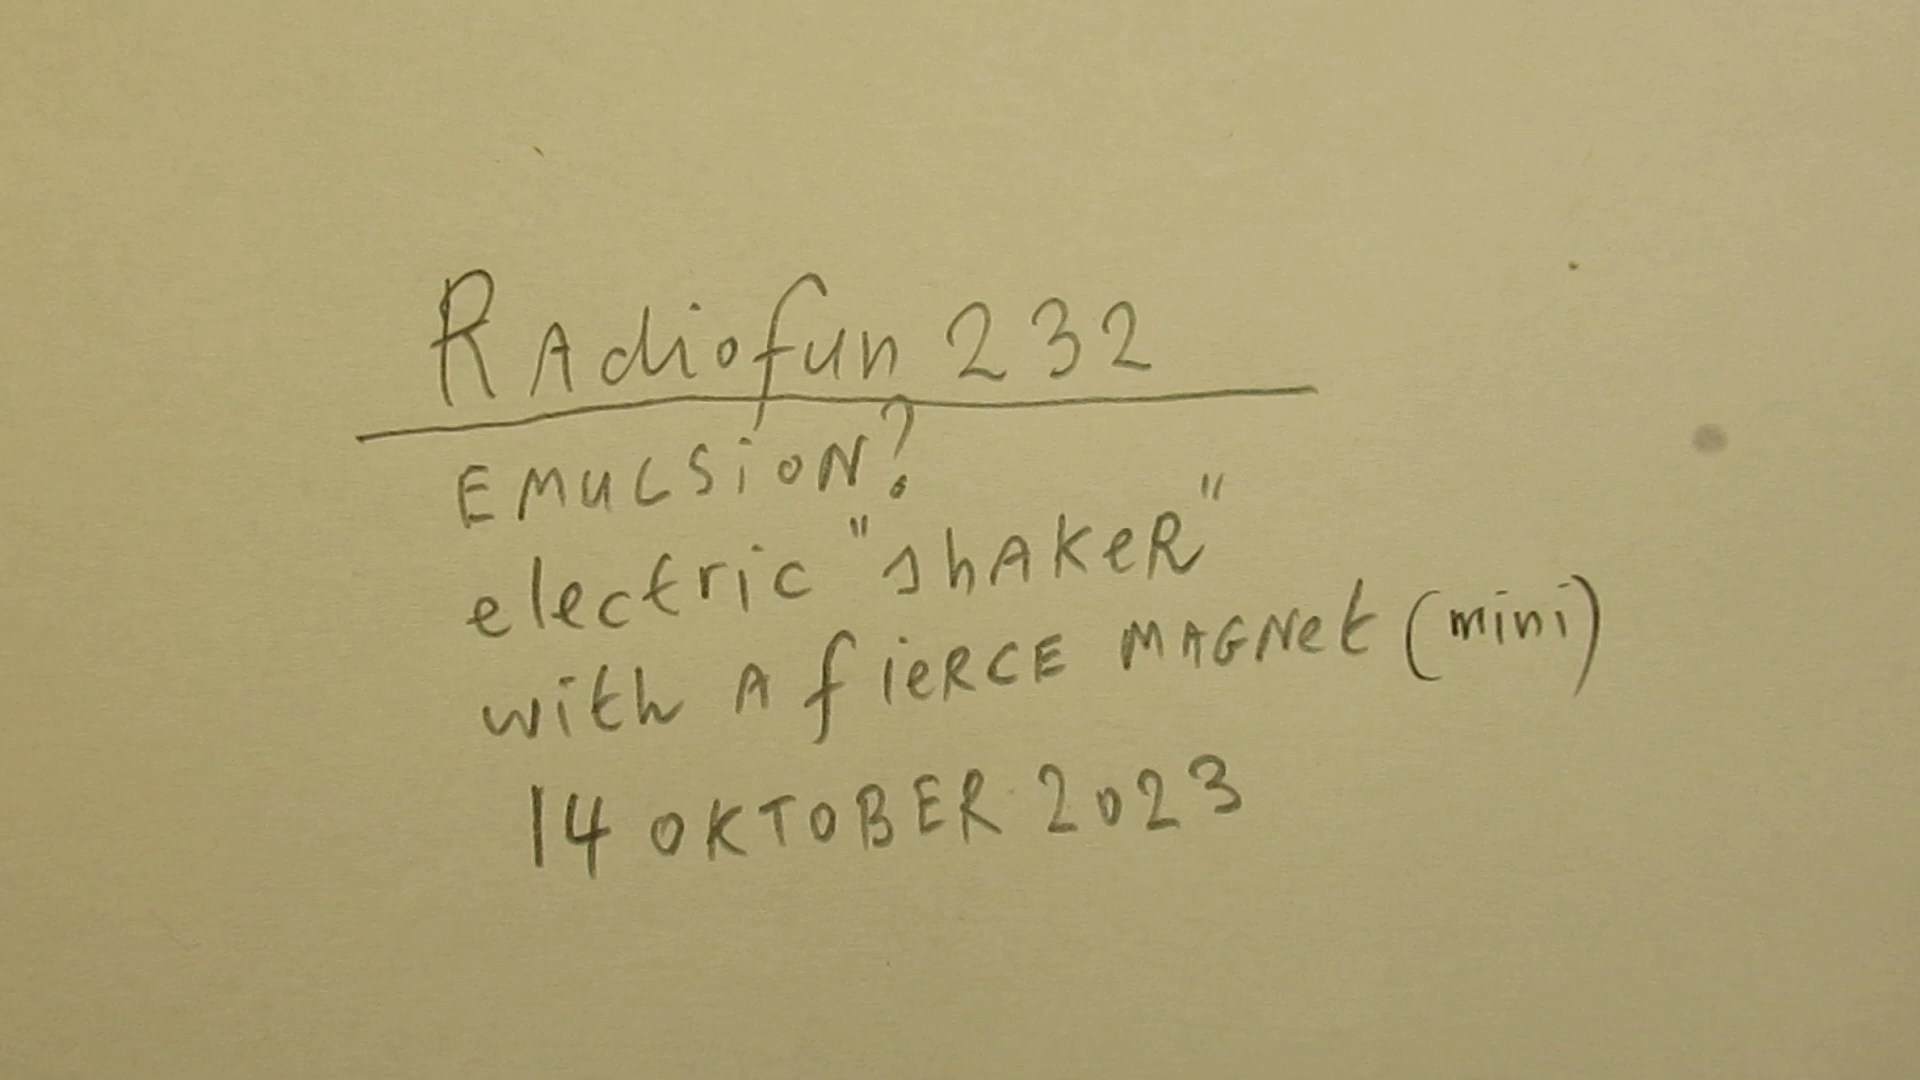 RAdiofun 232
EMULSiON?
electric "shAKeR"
with A fieRCE MAGNet (mini)
14 OKTOBER 2023